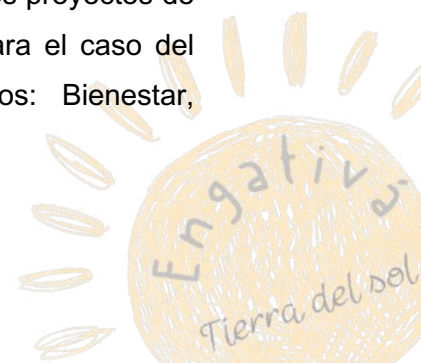 s proyectos de
ara el caso del
os: Bienestar,
Engativá
Tierra del sol